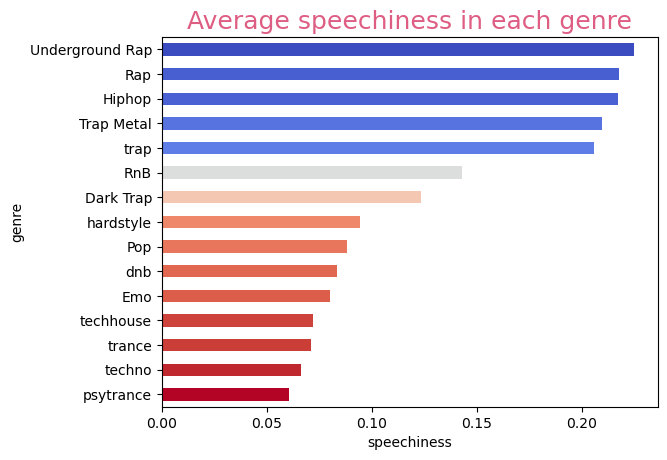 Average speechiness in each genre
Underground Rap
Rap
Hiphop
Trap Metal
trap
RnB
Dark Trap
hardstyle
Pop
dnb
Emo
techhouse
trance
techno
psytrance
genre
0.00 0.05 0.10 0.15 0.20
speechiness